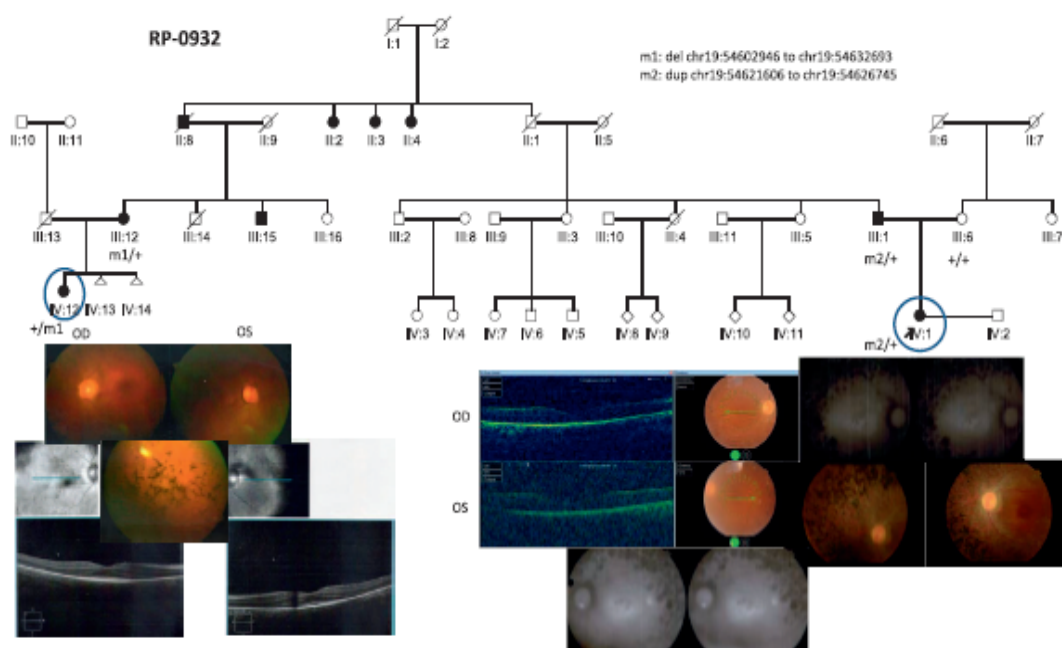 RP-0932
I:1 I:2
m1: del chr19:54602946 to chr19:54632693
m2: dup chr19:54621606 to chr19:54626745
II:10 II:11 II:8 II:9 II:2 II:3 II:4 II:1 II:5 II:6 II:7
III:13 III:12 III:14 III:15 III:16 III:2 III:8 III:9 III:3 III:10 III:4 III:11 III:5 III:1 III:6 III:7
m1/+ m2/+ +/+
IV:12 IV:13 IV:14 IV:3 IV:4 IV:7 IV:6 IV:5 IV:8 IV:9 IV:10 IV:11 IV:1 IV:2
+/m1 m2/+
OD OS
OD
OS